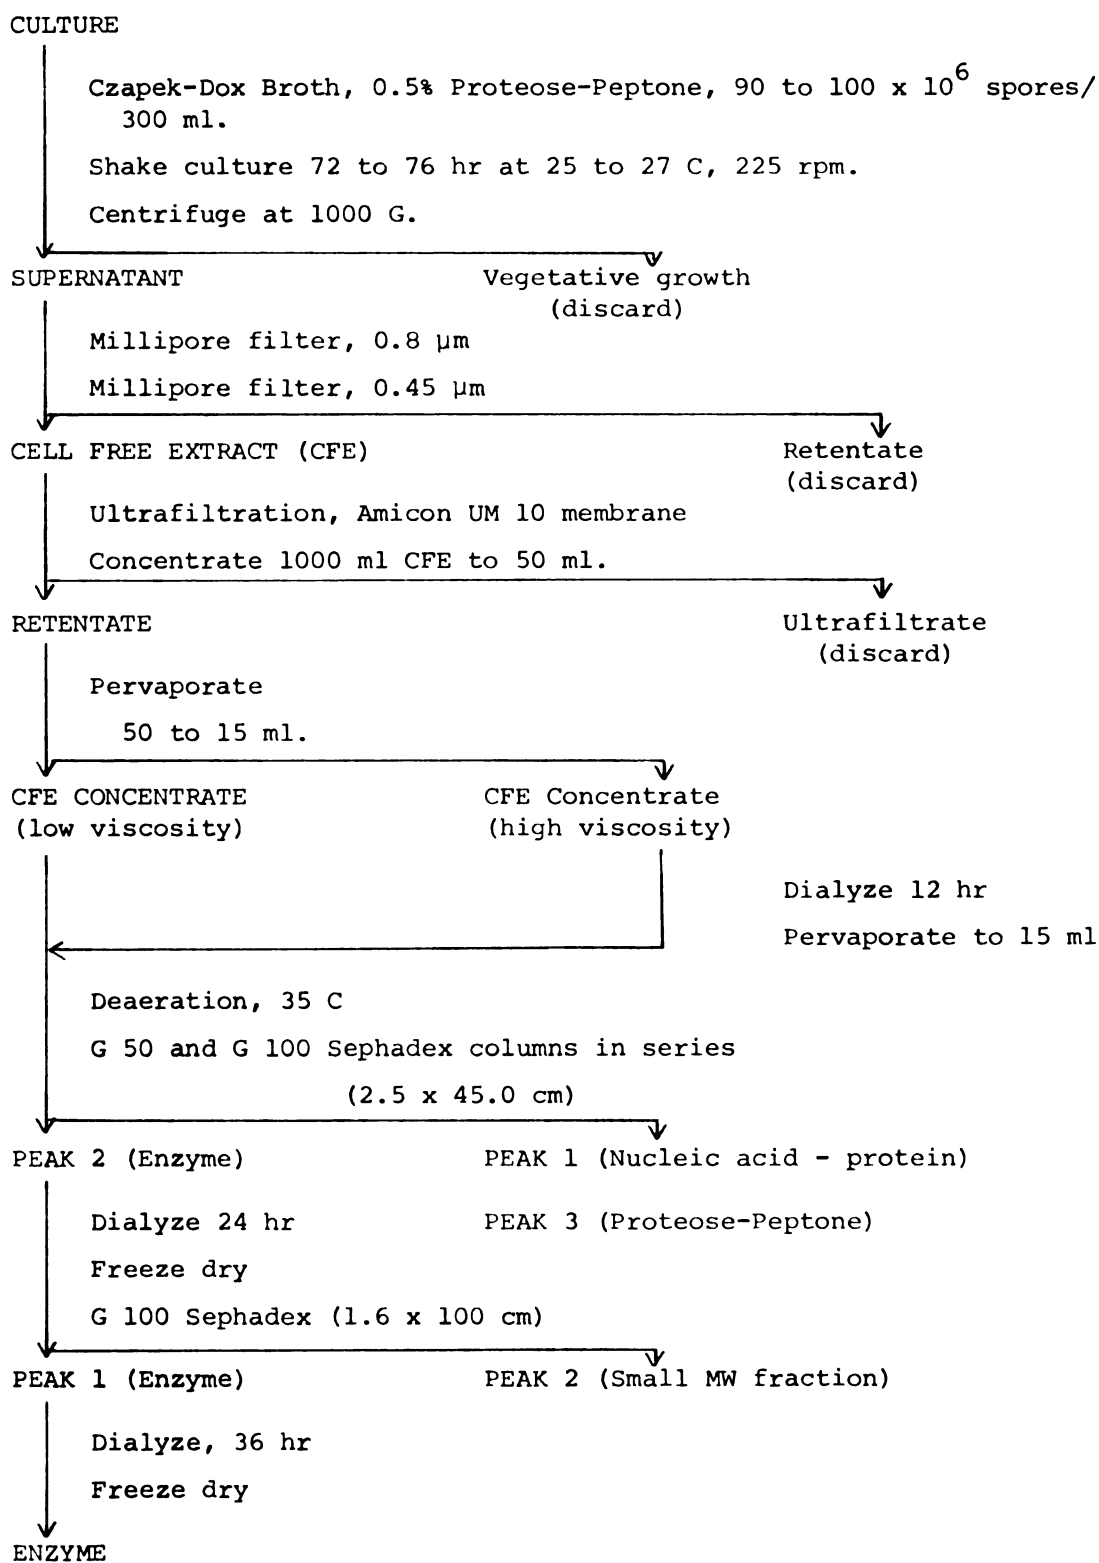 CULTURE
Czapek-Dox Broth, 0.5% Proteose-Peptone, 90 to 100 x 10⁶ spores/
300 ml.
Shake culture 72 to 76 hr at 25 to 27 C, 225 rpm.
Centrifuge at 1000 G.
SUPERNATANT Vegetative growth
(discard)
Millipore filter, 0.8 µm
Millipore filter, 0.45 µm
CELL FREE EXTRACT (CFE) Retentate
(discard)
Ultrafiltration, Amicon UM 10 membrane
Concentrate 1000 ml CFE to 50 ml.
RETENTATE Ultrafiltrate
(discard)
Pervaporate
50 to 15 ml.
CFE CONCENTRATE CFE Concentrate
(low viscosity) (high viscosity)
Dialyze 12 hr
Pervaporate to 15 ml
Deaeration, 35 C
G 50 and G 100 Sephadex columns in series
(2.5 x 45.0 cm)
PEAK 2 (Enzyme) PEAK 1 (Nucleic acid - protein)
Dialyze 24 hr PEAK 3 (Proteose-Peptone)
Freeze dry
G 100 Sephadex (1.6 x 100 cm)
PEAK 1 (Enzyme) PEAK 2 (Small MW fraction)
Dialyze, 36 hr
Freeze dry
ENZYME